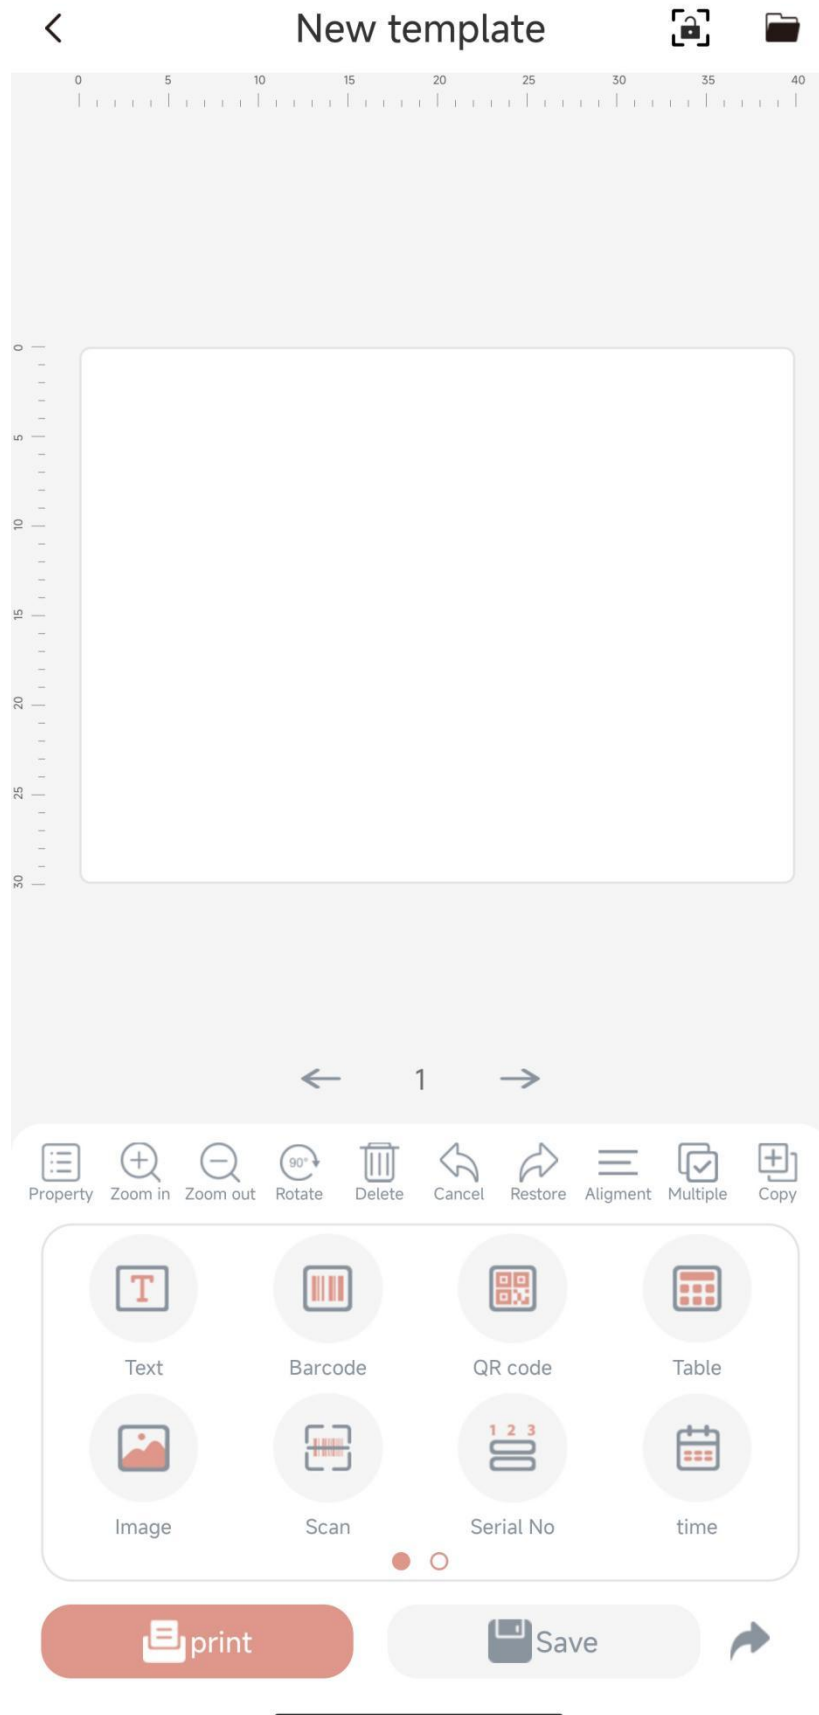 New template
0 5 10 15 20 25 30 35 40
0
5
10
15
20
25
30
1
90°
Property Zoom in Zoom out Rotate Delete Cancel Restore Aligment Multiple Copy
T
Text Barcode QR code Table
1 2 3
Image Scan Serial No time
print Save